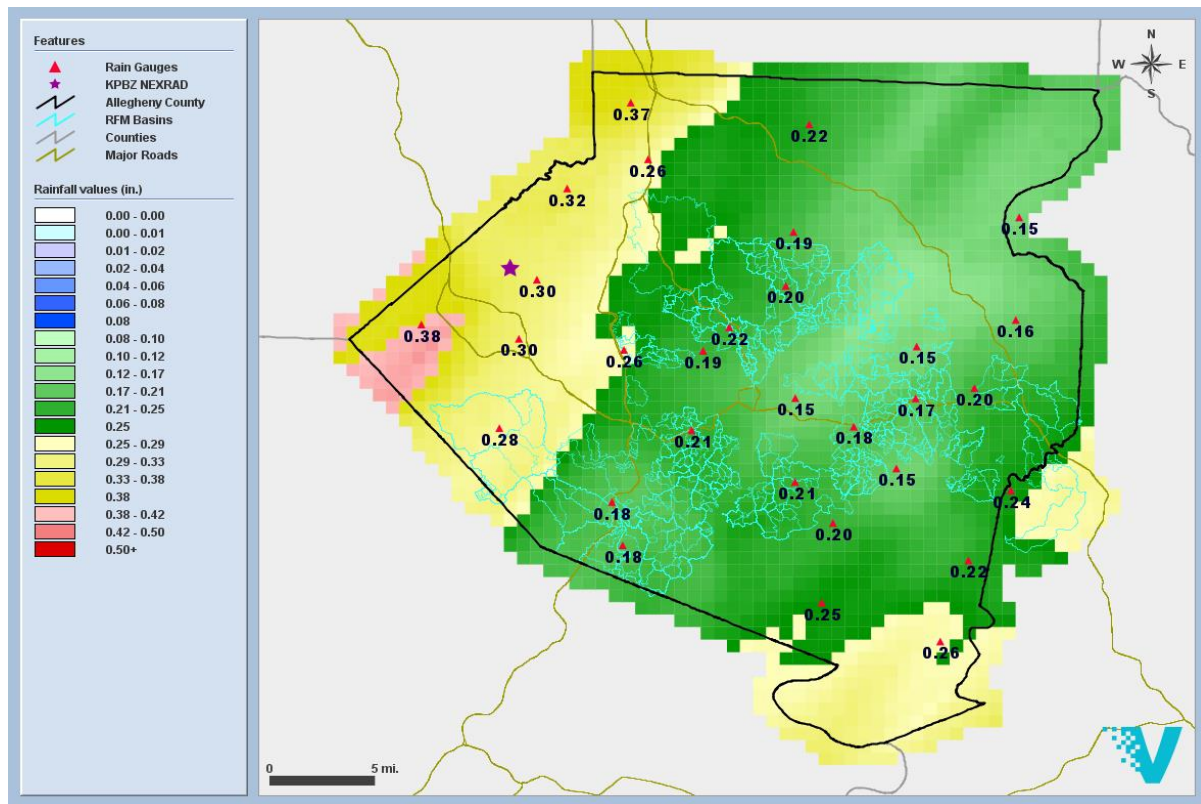 Features
Rain Gauges
KPBZ NEXRAD
Allegheny County
RFM Basins
Counties
Major Roads
Rainfall values (in.)
0.00 - 0.00
0.00 - 0.01
0.01 - 0.02
0.02 - 0.04
0.04 - 0.06
0.06 - 0.08
0.08
0.08 - 0.10
0.10 - 0.12
0.12 - 0.17
0.17 - 0.21
0.21 - 0.25
0.25
0.25 - 0.29
0.29 - 0.33
0.33 - 0.38
0.38
0.38 - 0.42
0.42 - 0.50
0.50+
N
W E
S
0.37
0.22
0.26
0.32
0.15
0.19
0.30
0.20
0.38
0.22
0.16
0.30
0.26
0.19
0.15
0.20
0.15
0.17
0.28
0.21
0.18
0.15
0.21
0.24
0.18
0.20
0.18
0.22
0.25
0.26
0 5 mi.
V